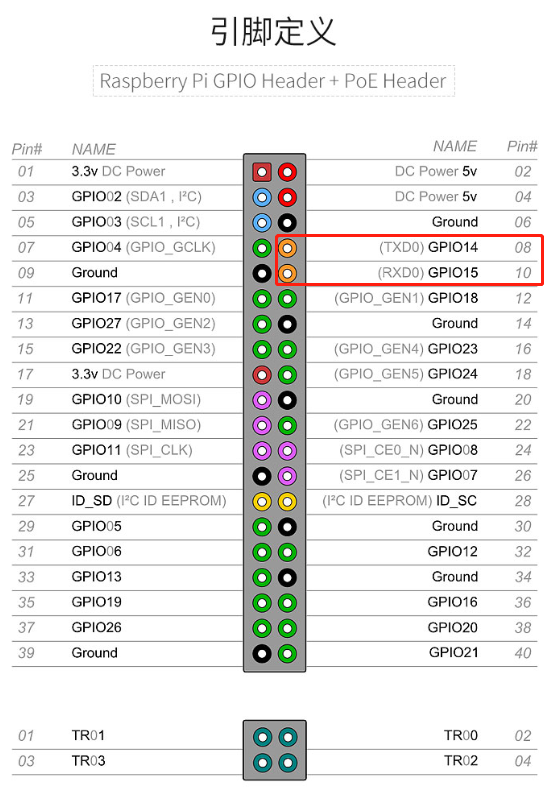 引脚定义
Raspberry Pi GPIO Header + PoE Header
Pin# NAME NAME Pin#
01 3.3v DC Power DC Power 5v 02
03 GPIO02 (SDA1 , I²C) DC Power 5v 04
05 GPIO03 (SCL1 , I²C) Ground 06
07 GPIO04 (GPIO_GCLK) (TXD0) GPIO14 08
09 Ground (RXD0) GPIO15 10
11 GPIO17 (GPIO_GEN0) (GPIO_GEN1) GPIO18 12
13 GPIO27 (GPIO_GEN2) Ground 14
15 GPIO22 (GPIO_GEN3) (GPIO_GEN4) GPIO23 16
17 3.3v DC Power (GPIO_GEN5) GPIO24 18
19 GPIO10 (SPI_MOSI) Ground 20
21 GPIO09 (SPI_MISO) (GPIO_GEN6) GPIO25 22
23 GPIO11 (SPI_CLK) (SPI_CE0_N) GPIO08 24
25 Ground (SPI_CE1_N) GPIO07 26
27 ID_SD (I²C ID EEPROM) (I²C ID EEPROM) ID_SC 28
29 GPIO05 Ground 30
31 GPIO06 GPIO12 32
33 GPIO13 Ground 34
35 GPIO19 GPIO16 36
37 GPIO26 GPIO20 38
39 Ground GPIO21 40
01 TR01 TR00 02
03 TR03 TR02 04